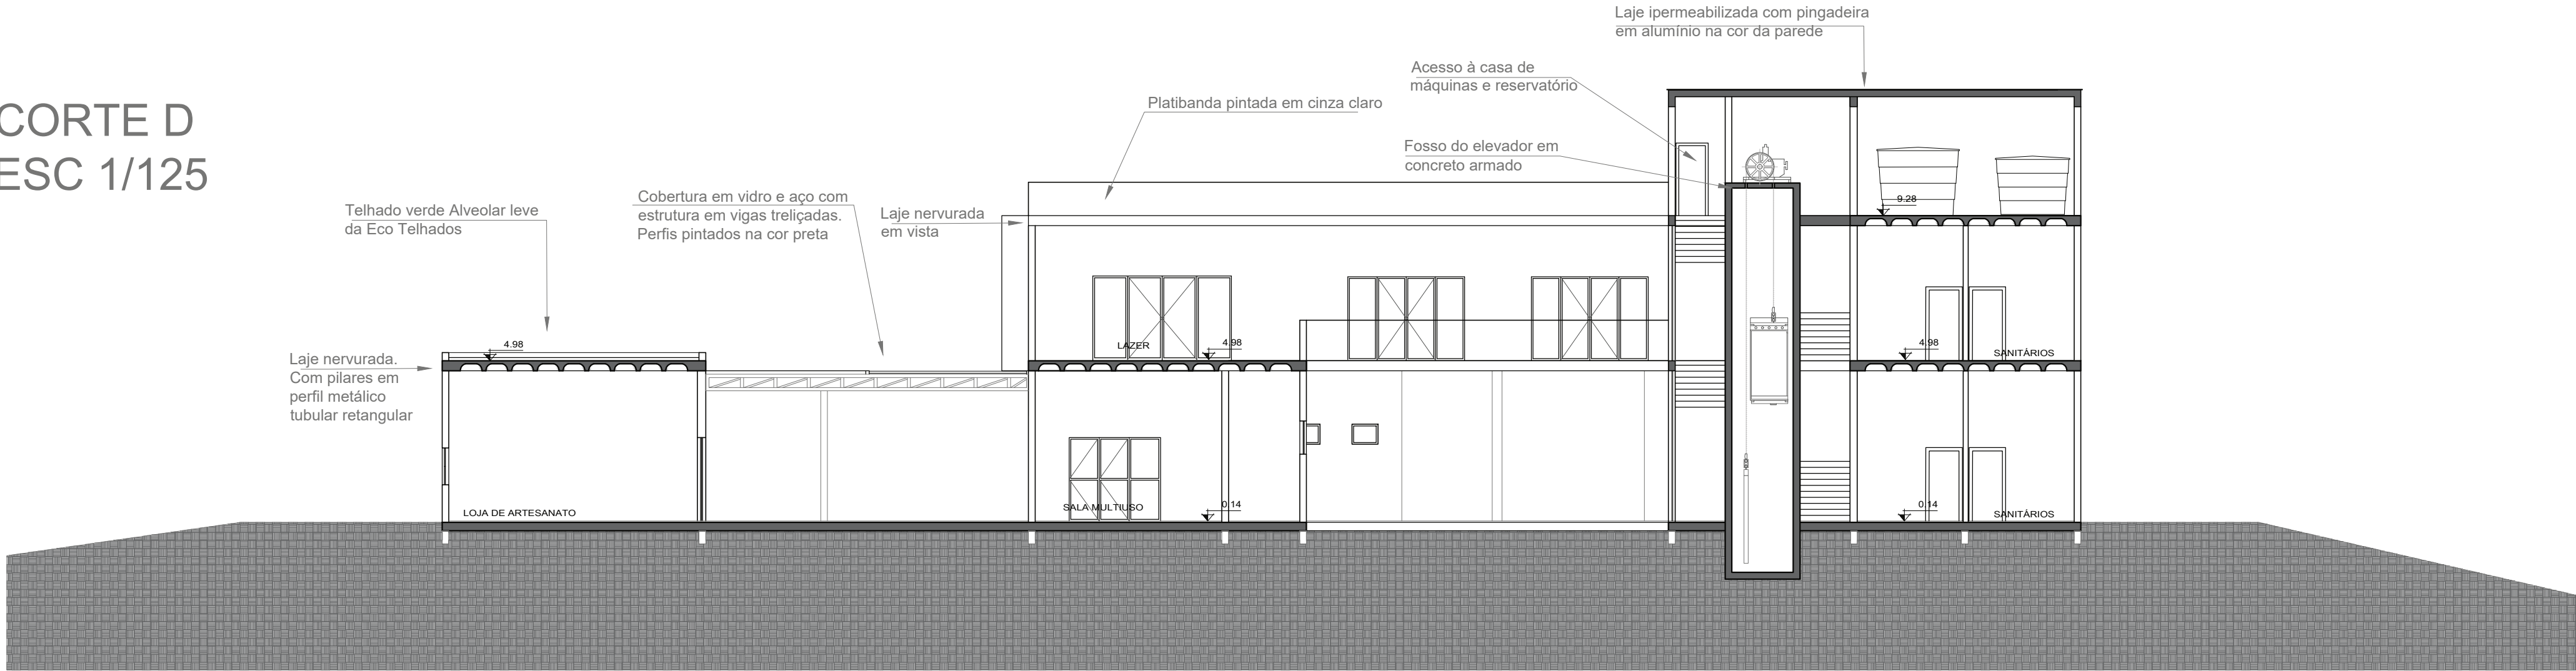 CORTE D
ESC 1/125
Laje ipermeabilizada com pingadeira
em alumínio na cor da parede
Acesso à casa de
máquinas e reservatório
Platibanda pintada em cinza claro
Fosso do elevador em
concreto armado
Cobertura em vidro e aço com
estrutura em vigas treliçadas.
Perfis pintados na cor preta
Telhado verde Alveolar leve
da Eco Telhados
Laje nervurada
em vista
9.28
4.98
LAZER
4.98
4.98
SANITÀRIOS
Laje nervurada.
Com pilares em
perfil metálico
tubular retangular
LOJA DE ARTESANATO
SALA MULTIUSO
0.14
0.14
SANITÀRIOS